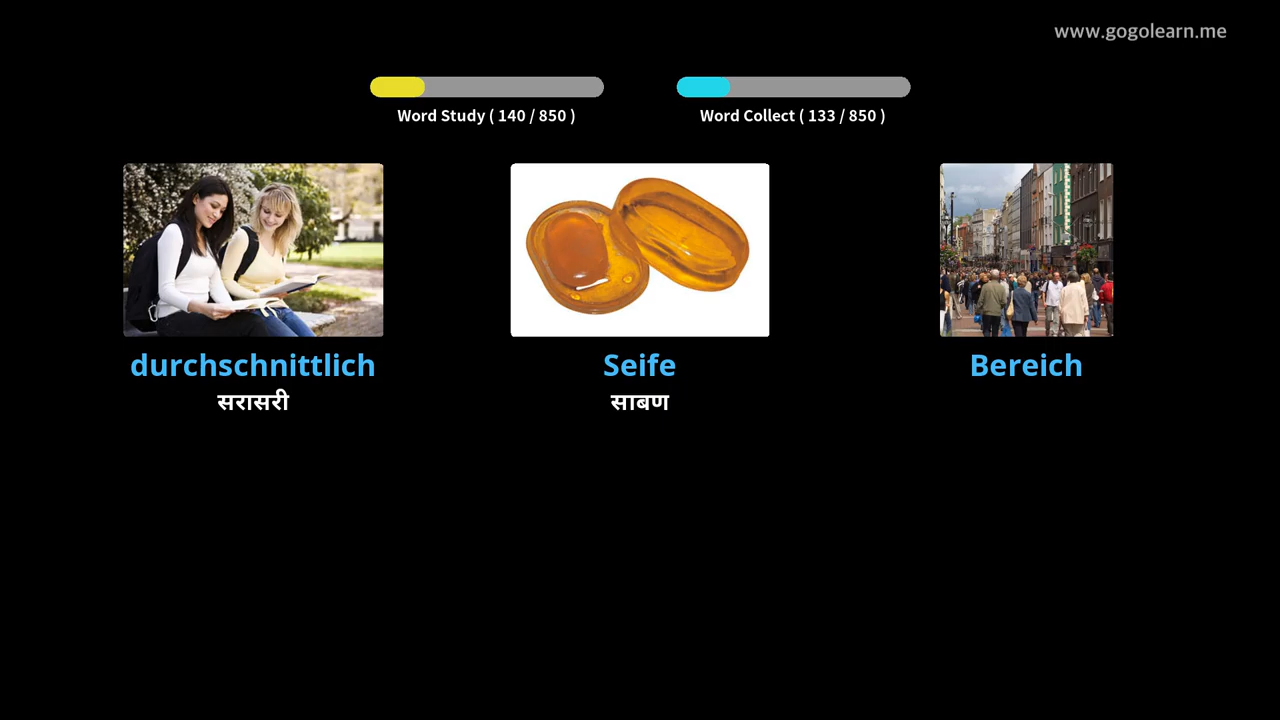 www.gogolearn.me
Word Study ( 140 / 850 )
Word Collect ( 133 / 850 )
durchschnittlich
सरासरी
Seife
साबण
Bereich